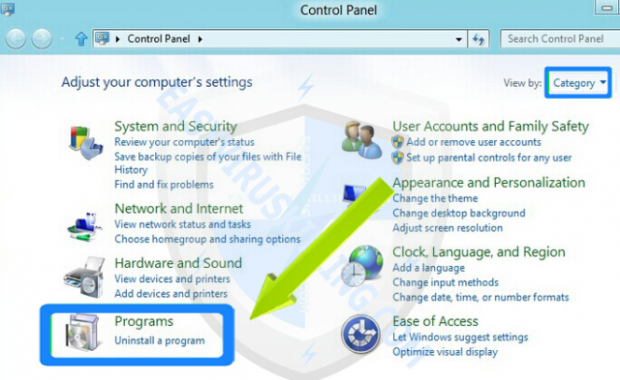 Control Panel
Control Panel
Search Control Panel
Adjust your computer's settings
View by: Category
System and Security
Review your computer's status
Save backup copies of your files with File
History
Find and fix problems
Network and Internet
View network status and tasks
Choose homegroup and sharing options
Hardware and Sound
View devices and printers
Add devices and printers
Programs
Uninstall a program
User Accounts and Family Safety
Add or remove user accounts
Set up parental controls for any user
Appearance and Personalization
Change the theme
Change desktop background
Adjust screen resolution
Clock, Language, and Region
Add a language
Change input methods
Change date, time, or number formats
Ease of Access
Let Windows suggest settings
Optimize visual display